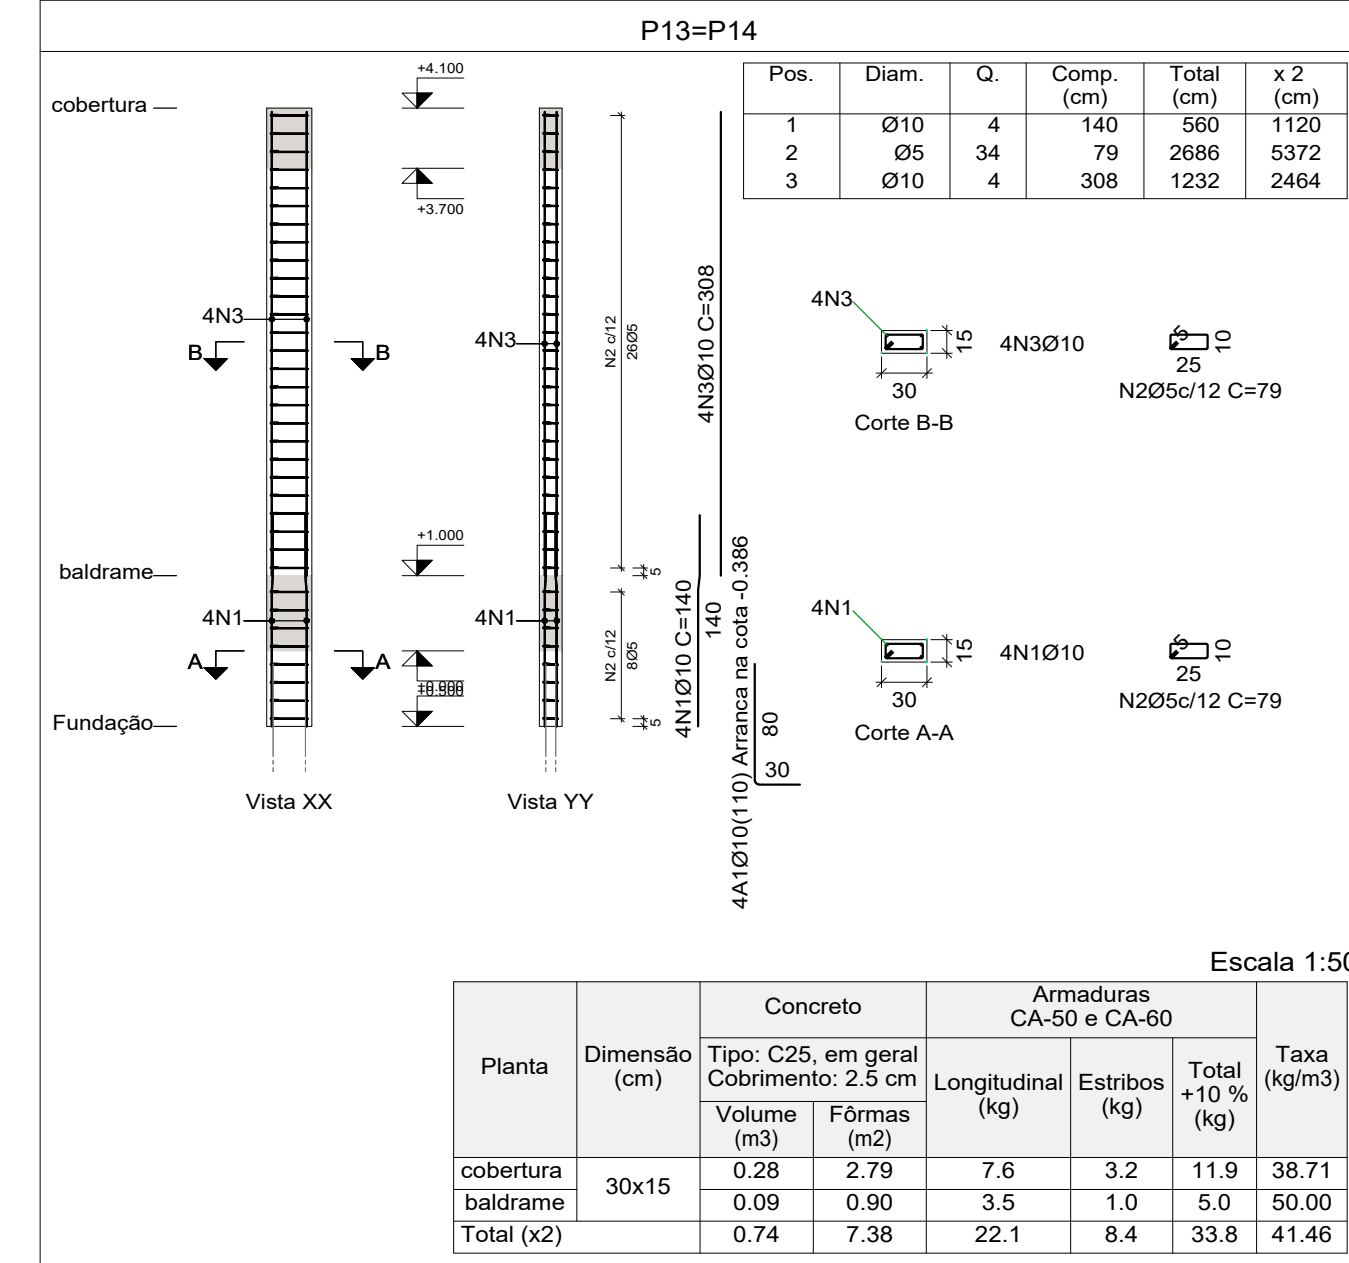 P13=P14
Pos. Diam. Q. Comp. (cm) Total (cm) x 2 (cm)
1 Ø10 4 140 560 1120
2 Ø5 34 79 2686 5372
3 Ø10 4 308 1232 2464
cobertura
+4.100
+3.700
4N3
B
B
4N3
N2 c/12
26Ø5
4N3Ø10 C=308
4N3
15
30
4N3Ø10
5
10
25
N2Ø5c/12 C=79
Corte B-B
+1.000
baldrame
5
4N1
4N1
N2 c/12
8Ø5
5
4N1Ø10 C=140
140
4A1Ø10(110) Arranca na cota -0.386
80
30
A
A
Fundação
Vista XX
Vista YY
4N1
15
30
4N1Ø10
5
10
25
N2Ø5c/12 C=79
Corte A-A
Escala 1:50
Planta
Dimensão (cm)
Concreto
Tipo: C25, em geral
Cobrimento: 2.5 cm
Volume (m3)
Fôrmas (m2)
Armaduras
CA-50 e CA-60
Longitudinal (kg)
Estribos (kg)
Total +10 % (kg)
Taxa (kg/m3)
cobertura 30x15 0.28 2.79 7.6 3.2 11.9 38.71
baldrame 0.09 0.90 3.5 1.0 5.0 50.00
Total (x2) 0.74 7.38 22.1 8.4 33.8 41.46